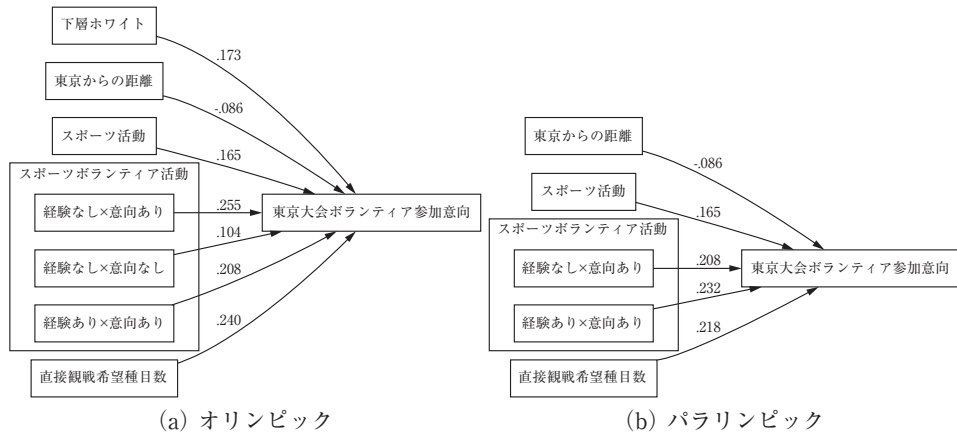 下層ホワイト
.173
東京からの距離
-.086
スポーツ活動
.165
スポーツボランティア活動
経験なし×意向あり
.255
東京大会ボランティア参加意向
.104
経験なし×意向なし
.208
経験あり×意向あり
.240
直接観戦希望種目数
(a) オリンピック
東京からの距離
-.086
スポーツ活動
.165
スポーツボランティア活動
経験なし×意向あり
.208
東京大会ボランティア参加意向
.232
経験あり×意向あり
.218
直接観戦希望種目数
(b) パラリンピック